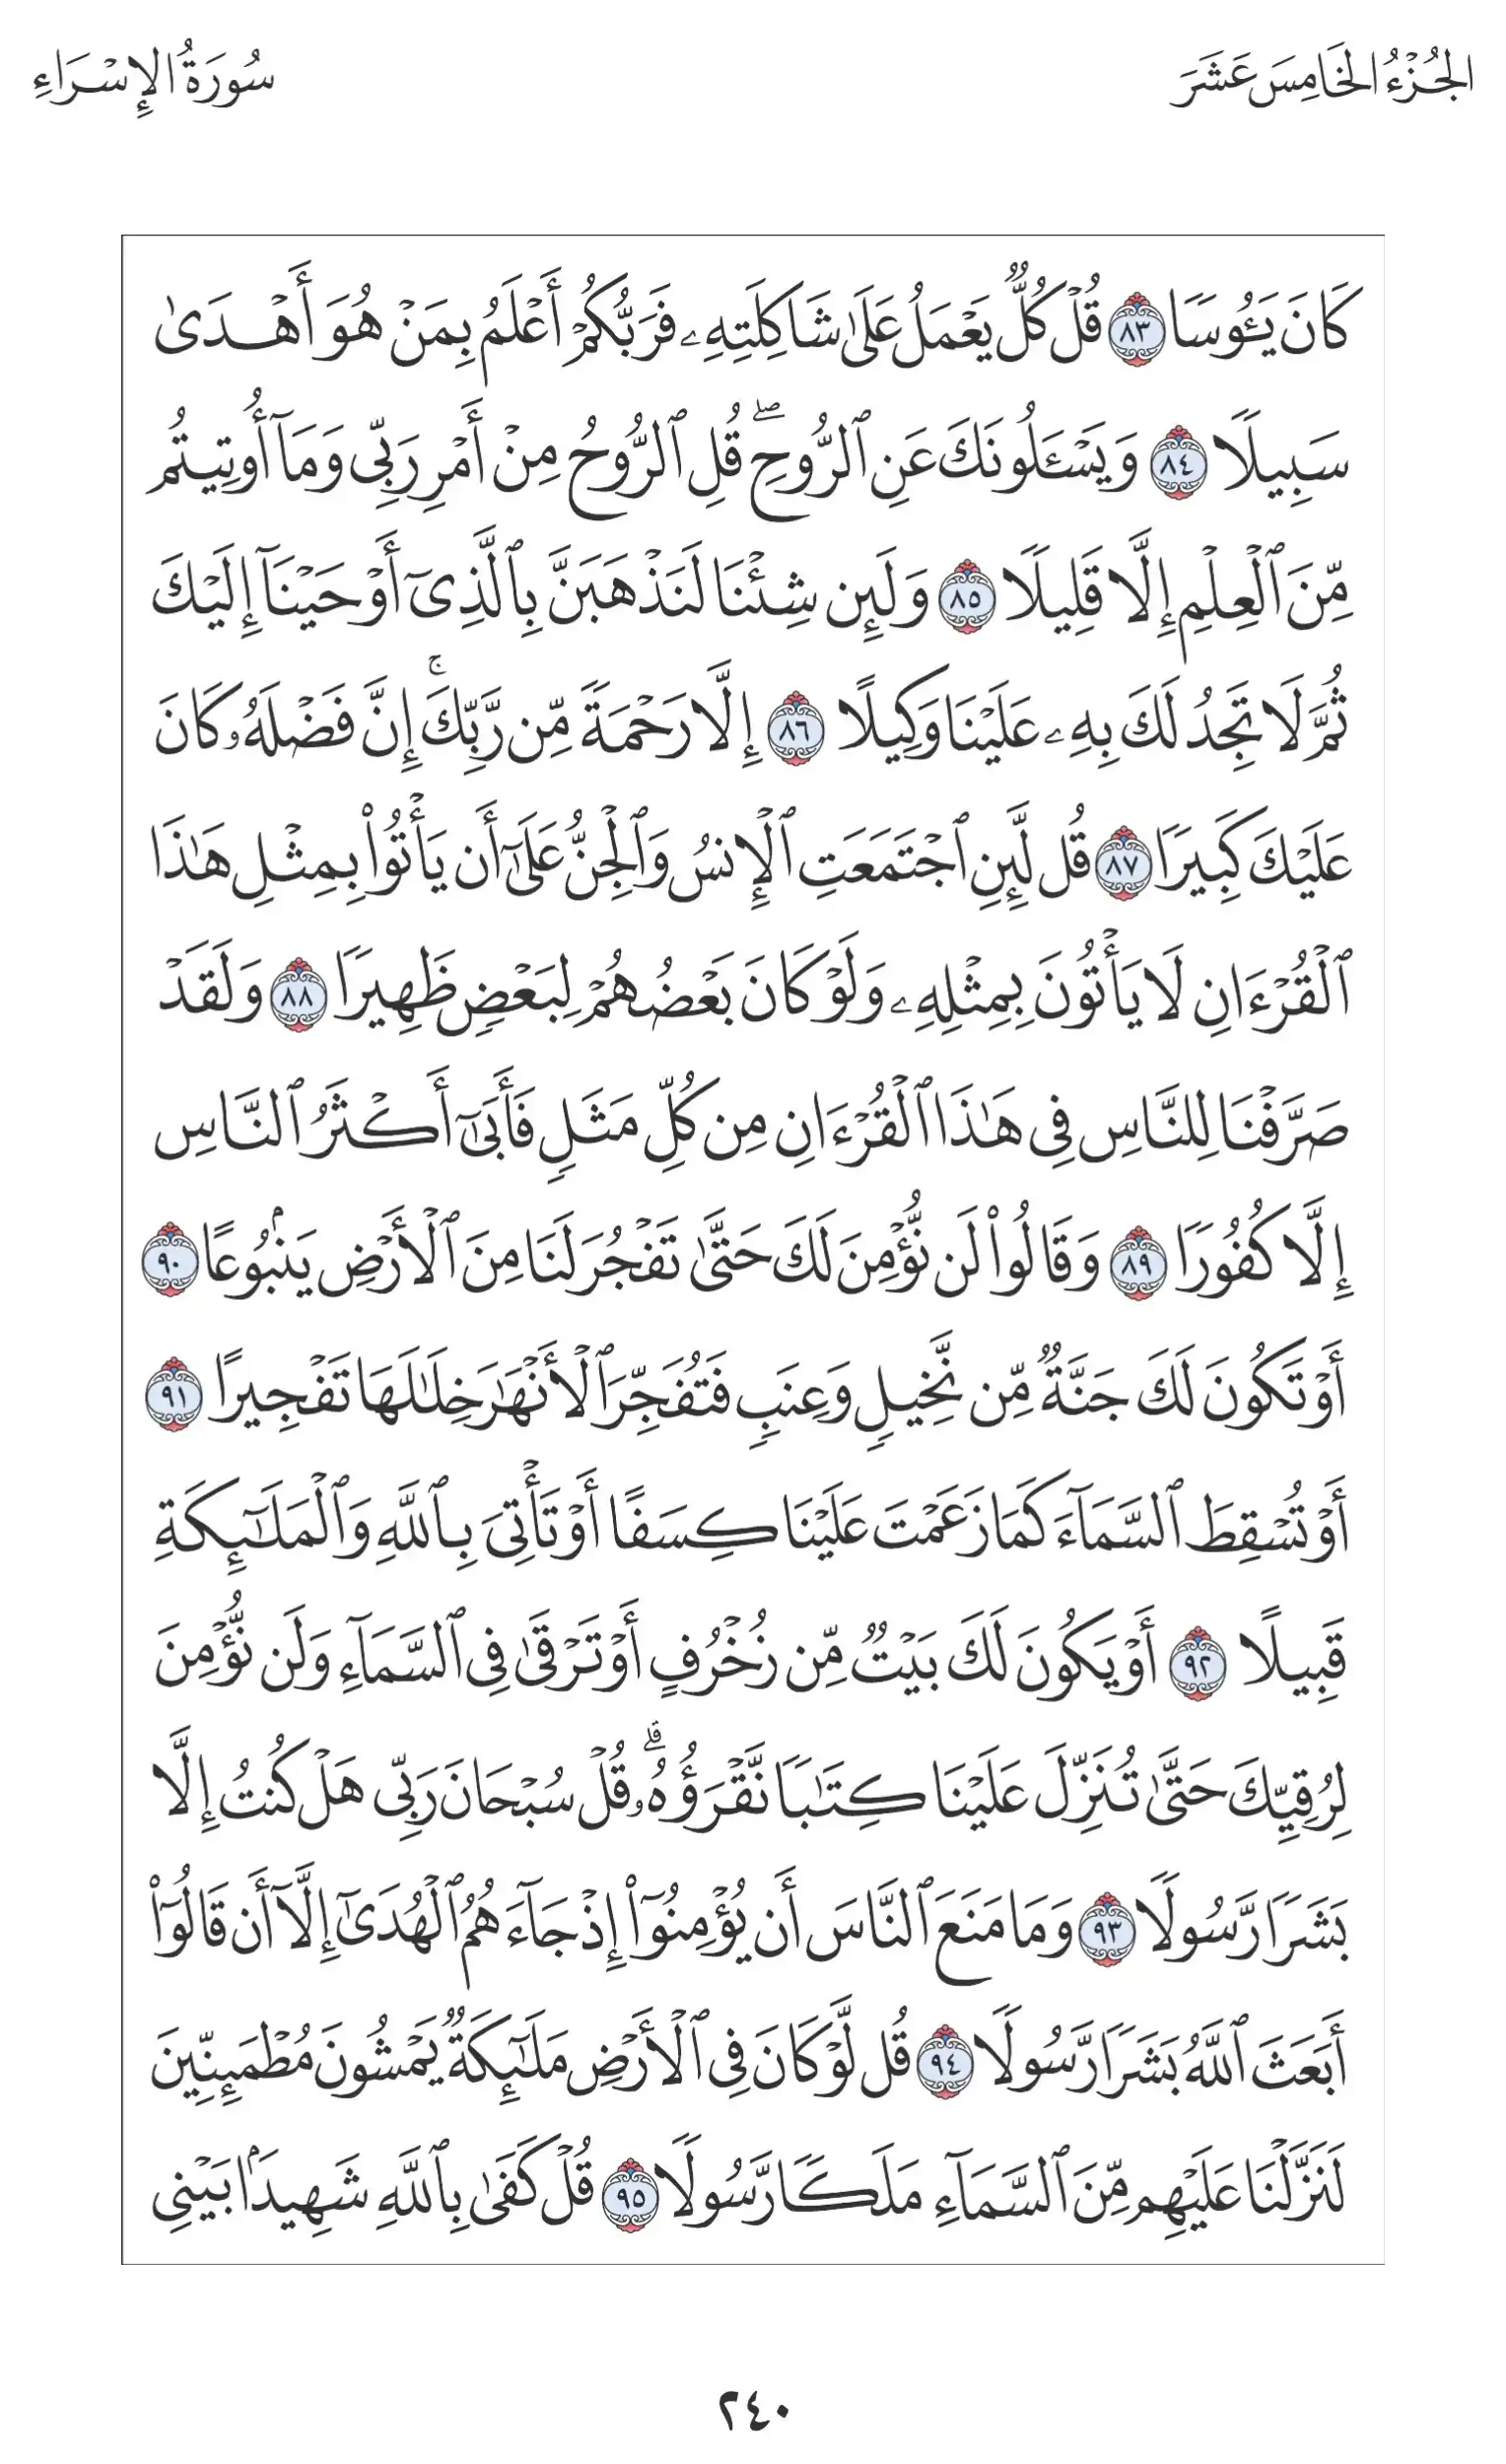 الجُزْءُ الخَامِسَ عَشَرَ
سُورَةُ الإِسْرَاءِ
كَانَ يَـُٔوسًا ٨٣ قُلۡ كُلٌّ يَعۡمَلُ عَلَىٰ شَاكِلَتِهِۦ فَرَبُّكُمۡ أَعۡلَمُ بِمَنۡ هُوَ أَهۡدَىٰ
سَبِيلًا ٨٤ وَيَسۡـَٔلُونَكَ عَنِ ٱلرُّوحِۖ قُلِ ٱلرُّوحُ مِنۡ أَمۡرِ رَبِّي وَمَآ أُوتِيتُم
مِّنَ ٱلۡعِلۡمِ إِلَّا قَلِيلًا ٨٥ وَلَئِن شِئۡنَا لَنَذۡهَبَنَّ بِٱلَّذِيٓ أَوۡحَيۡنَآ إِلَيۡكَ
ثُمَّ لَا تَجِدُ لَكَ بِهِۦ عَلَيۡنَا وَكِيلًا ٨٦ إِلَّا رَحۡمَةً مِّن رَّبِّكَۚ إِنَّ فَضۡلَهُۥ كَانَ
عَلَيۡكَ كَبِيرًا ٨٧ قُل لَّئِنِ ٱجۡتَمَعَتِ ٱلۡإِنسُ وَٱلۡجِنُّ عَلَىٰٓ أَن يَأۡتُواْ بِمِثۡلِ هَٰذَا
ٱلۡقُرۡءَانِ لَا يَأۡتُونَ بِمِثۡلِهِۦ وَلَوۡ كَانَ بَعۡضُهُمۡ لِبَعۡضٍ ظَهِيرًا ٨٨ وَلَقَدۡ
صَرَّفۡنَا لِلنَّاسِ فِي هَٰذَا ٱلۡقُرۡءَانِ مِن كُلِّ مَثَلٍ فَأَبَىٰٓ أَكۡثَرُ ٱلنَّاسِ
إِلَّا كُفُورًا ٨٩ وَقَالُواْ لَن نُّؤۡمِنَ لَكَ حَتَّىٰ تَفۡجُرَ لَنَا مِنَ ٱلۡأَرۡضِ يَنۢبُوعًا ٩٠
أَوۡ تَكُونَ لَكَ جَنَّةٌ مِّن نَّخِيلٍ وَعِنَبٍ فَتُفَجِّرَ ٱلۡأَنۡهَٰرَ خِلَٰلَهَا تَفۡجِيرًا ٩١
أَوۡ تُسۡقِطَ ٱلسَّمَآءَ كَمَا زَعَمۡتَ عَلَيۡنَا كِسَفًا أَوۡ تَأۡتِيَ بِٱللَّهِ وَٱلۡمَلَٰٓئِكَةِ
قَبِيلًا ٩٢ أَوۡ يَكُونَ لَكَ بَيۡتٌ مِّن زُخۡرُفٍ أَوۡ تَرۡقَىٰ فِي ٱلسَّمَآءِ وَلَن نُّؤۡمِنَ
لِرُقِيِّكَ حَتَّىٰ تُنَزِّلَ عَلَيۡنَا كِتَٰبًا نَّقۡرَؤُهُۥۗ قُلۡ سُبۡحَانَ رَبِّي هَلۡ كُنتُ إِلَّا
بَشَرًا رَّسُولًا ٩٣ وَمَا مَنَعَ ٱلنَّاسَ أَن يُؤۡمِنُوٓاْ إِذۡ جَآءَهُمُ ٱلۡهُدَىٰٓ إِلَّآ أَن قَالُوٓاْ
أَبَعَثَ ٱللَّهُ بَشَرًا رَّسُولًا ٩٤ قُل لَّوۡ كَانَ فِي ٱلۡأَرۡضِ مَلَٰٓئِكَةٌ يَمۡشُونَ مُطۡمَئِنِّينَ
لَنَزَّلۡنَا عَلَيۡهِم مِّنَ ٱلسَّمَآءِ مَلَكًا رَّسُولًا ٩٥ قُلۡ كَفَىٰ بِٱللَّهِ شَهِيدَۢا بَيۡنِي
٢٤٠